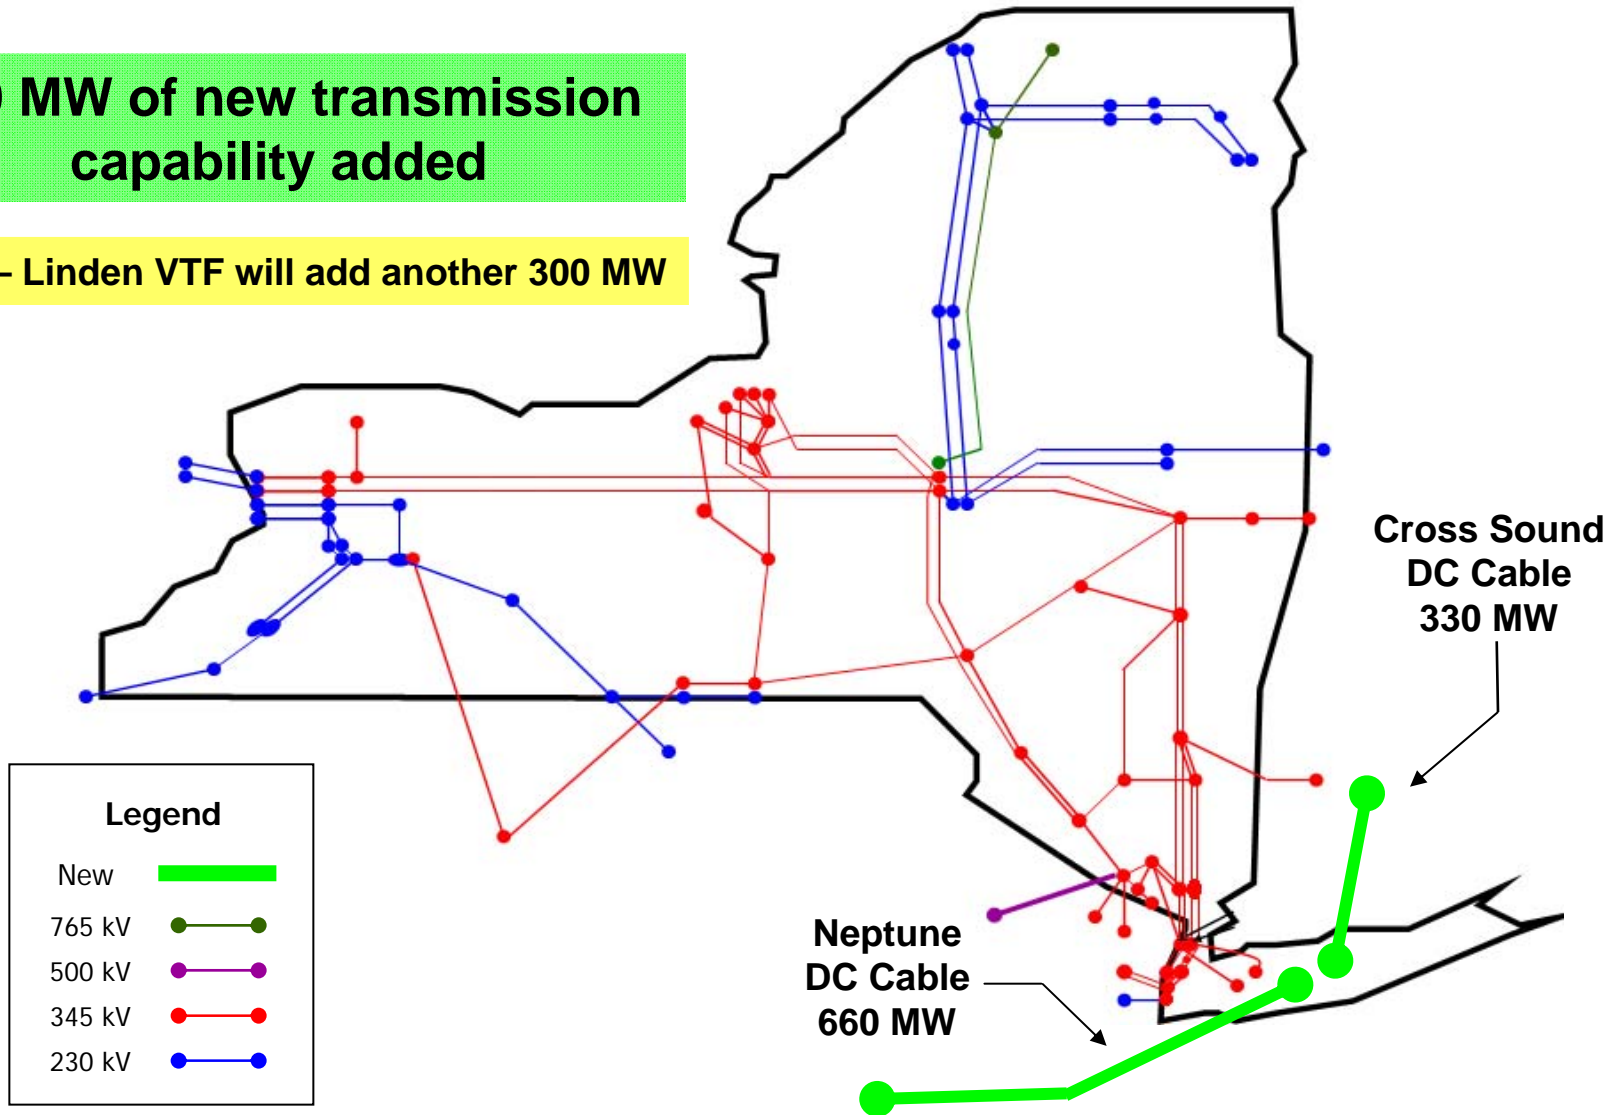 MW of new transmission
capability added
– Linden VTF will add another 300 MW
Cross Sound
DC Cable
330 MW
Neptune
DC Cable
660 MW
Legend
New
765 kV
500 kV
345 kV
230 kV